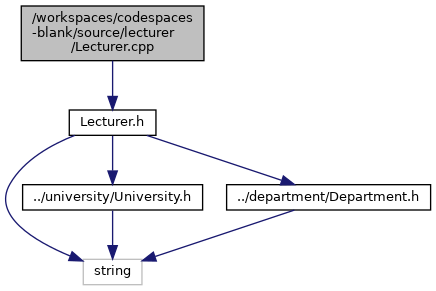 /workspaces/codespaces
-blank/source/lecturer
/Lecturer.cpp
Lecturer.h
../university/University.h
../department/Department.h
string